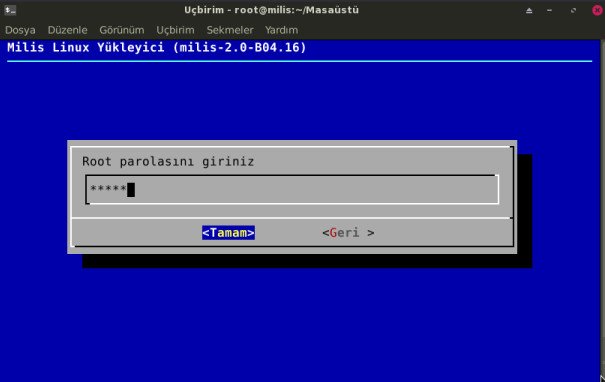 Uçbirim - root@milis:~/Masaüstü
Dosya Düzenle Görünüm Uçbirim Sekmeler Yardım
Milis Linux Yükleyici (milis-2.0-B04.16)
Root parolasını giriniz
*****
<Tamam> <Geri >